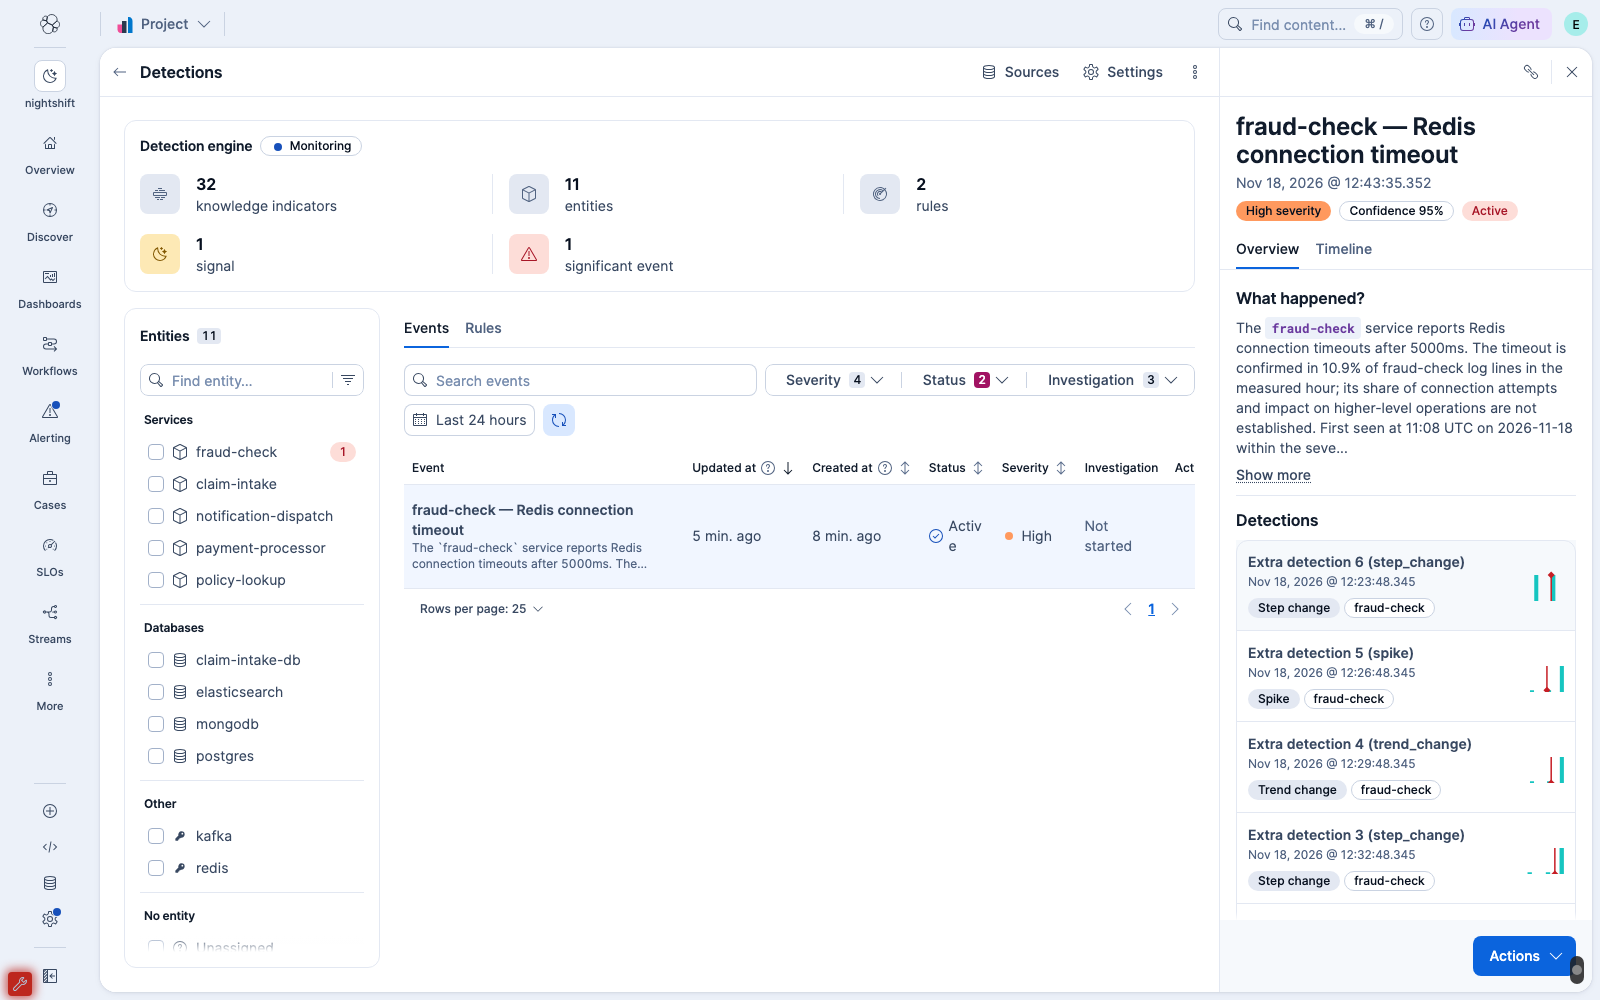 Project
Find content...
⌘ /
AI Agent
E
nightshift
Overview
Discover
Dashboards
Workflows
Alerting
Cases
SLOs
Streams
More
Detections
Sources
Settings
Detection engine
Monitoring
32
knowledge indicators
11
entities
2
rules
1
signal
1
significant event
Entities 11
Find entity...
Services
fraud-check 1
claim-intake
notification-dispatch
payment-processor
policy-lookup
Databases
claim-intake-db
elasticsearch
mongodb
postgres
Other
kafka
redis
No entity
Unassigned
Events Rules
Search events
Severity 4
Status 2
Investigation 3
Last 24 hours
Event Updated at Created at Status Severity Investigation Act
fraud-check — Redis connection
timeout
The `fraud-check` service reports Redis
connection timeouts after 5000ms. The...
5 min. ago
8 min. ago
Activ
e
High
Not
started
Rows per page: 25
1
fraud-check — Redis
connection timeout
Nov 18, 2026 @ 12:43:35.352
High severity Confidence 95% Active
Overview Timeline
What happened?
The fraud-check service reports Redis
connection timeouts after 5000ms. The timeout is
confirmed in 10.9% of fraud-check log lines in the
measured hour; its share of connection attempts
and impact on higher-level operations are not
established. First seen at 11:08 UTC on 2026-11-18
within the seve...
Show more
Detections
Extra detection 6 (step_change)
Nov 18, 2026 @ 12:23:48.345
Step change fraud-check
Extra detection 5 (spike)
Nov 18, 2026 @ 12:26:48.345
Spike fraud-check
Extra detection 4 (trend_change)
Nov 18, 2026 @ 12:29:48.345
Trend change fraud-check
Extra detection 3 (step_change)
Nov 18, 2026 @ 12:32:48.345
Step change fraud-check
Actions